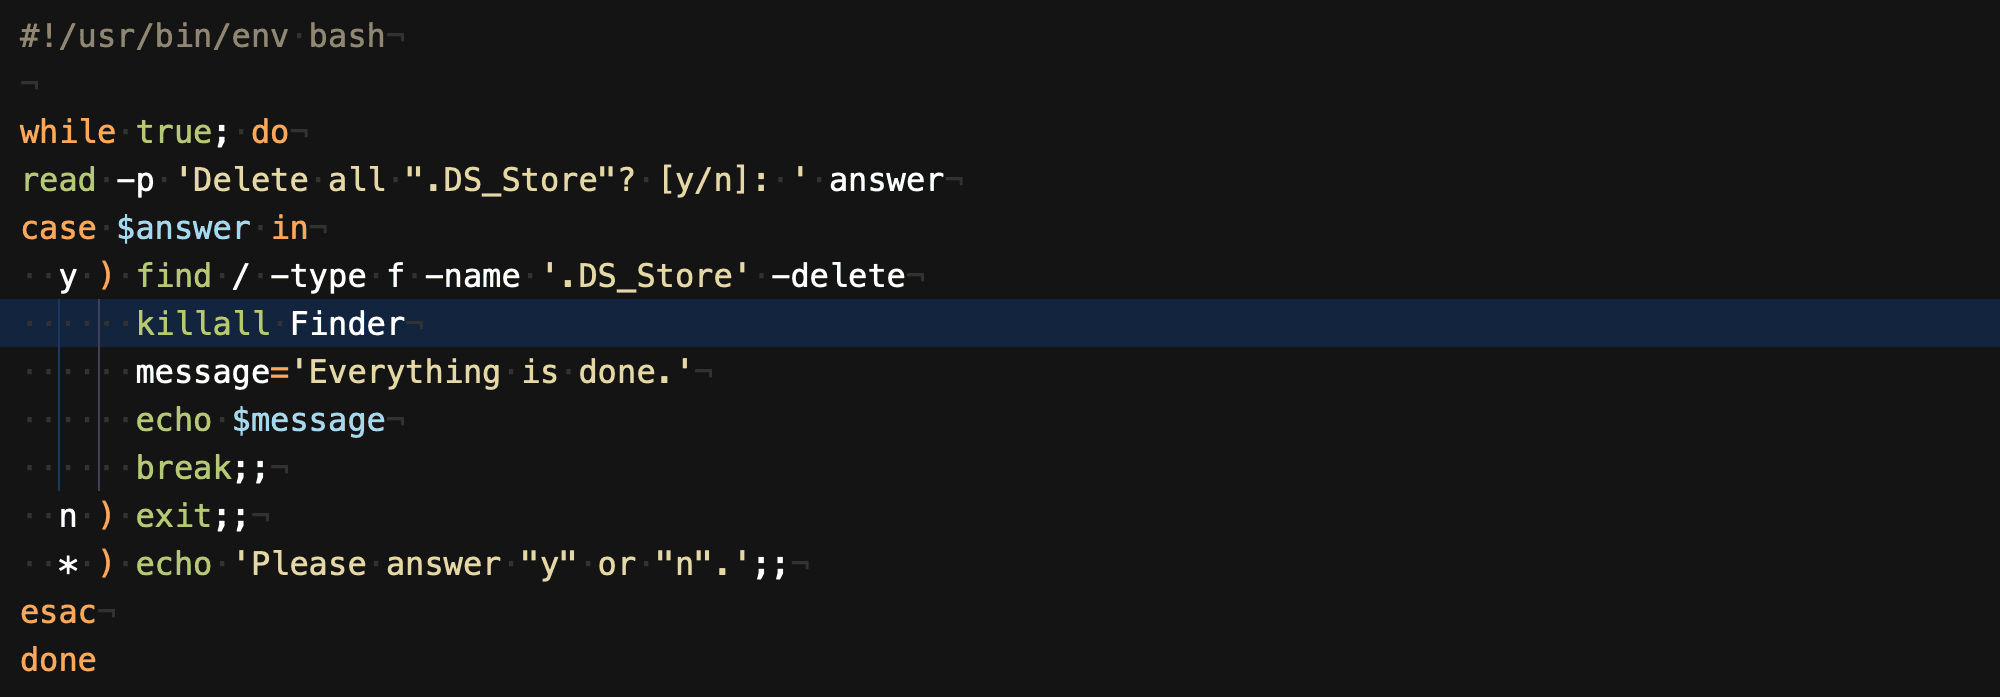 #!/usr/bin/env bash

while true; do
read -p 'Delete all ".DS_Store"? [y/n]: ' answer
case $answer in
  y ) find / -type f -name '.DS_Store' -delete
      killall Finder
      message='Everything is done.'
      echo $message
      break;;
  n ) exit;;
  * ) echo 'Please answer "y" or "n".';;
esac
done